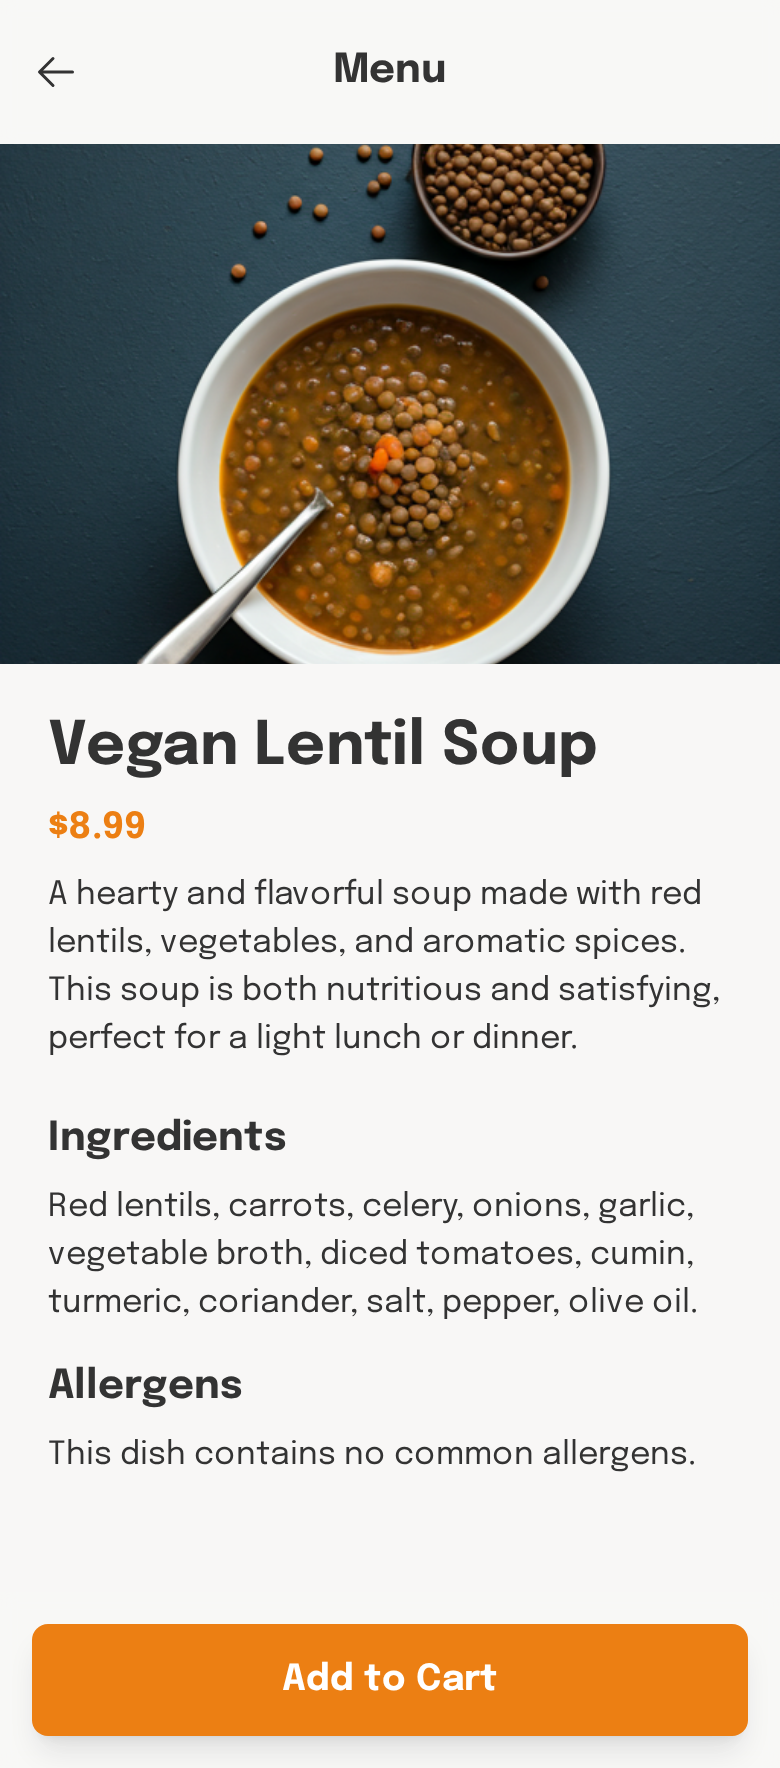 Menu
Vegan Lentil Soup
$8.99
A hearty and flavorful soup made with red
lentils, vegetables, and aromatic spices.
This soup is both nutritious and satisfying,
perfect for a light lunch or dinner.
Ingredients
Red lentils, carrots, celery, onions, garlic,
vegetable broth, diced tomatoes, cumin,
turmeric, coriander, salt, pepper, olive oil.
Allergens
This dish contains no common allergens.
Add to Cart